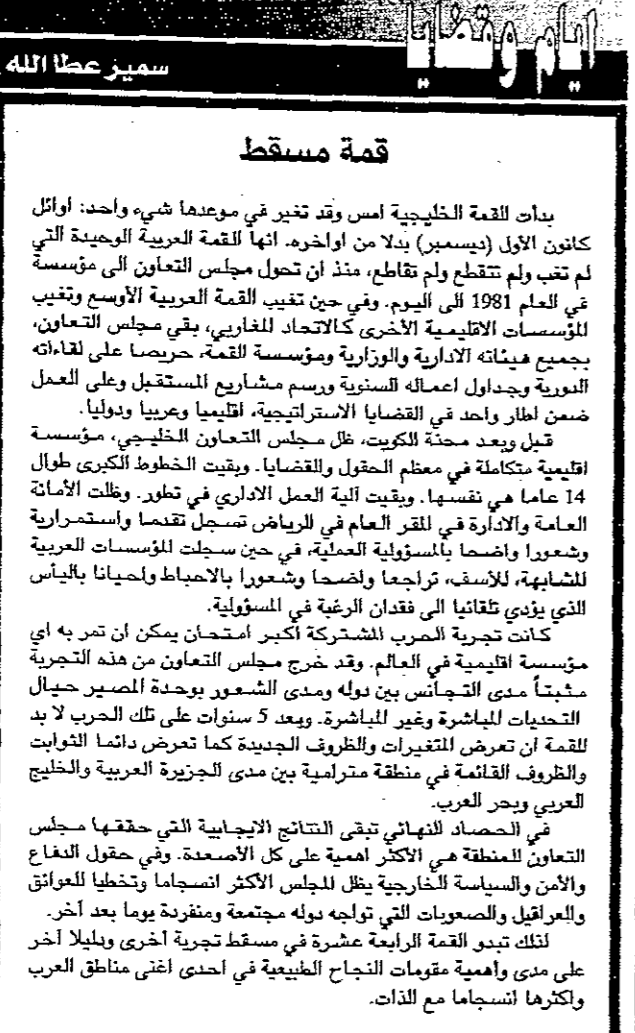 ايام وقضايا
سمير عطا الله
قمة مسقط
بدأت القمة الخليجية امس وقد تغير في موعدها شيء واحد: اوائل
كانون الأول (ديسمبر) بدلا من اواخره. انها القمة العربية الوحيدة التي
لم تغب ولم تنقطع ولم تقاطع، منذ ان تحول مجلس التعاون الى مؤسسة
في العام 1981 الى اليوم. وفي حين تغيب القمة العربية الأوسع وتغيب
المؤسسات الاقليمية الأخرى كالاتحاد المغاربي، بقي مجلس التعاون،
بجميع هيئاته الادارية والوزارية ومؤسسة القمة، حريصا على لقاءاته
الدورية وجداول اعماله السنوية ورسم مشاريع المستقبل وعلى العمل
ضمن اطار واحد في القضايا الاستراتيجية، اقليميا وعربيا ودوليا.
قبل وبعد محنة الكويت، ظل مجلس التعاون الخليجي، مؤسسة
اقليمية متكاملة في معظم الحقول والقضايا. وبقيت الخطوط الكبرى طوال
14 عاما هي نفسها. وبقيت آلية العمل الاداري في تطور. وظلت الأمانة
العامة والادارة في المقر العام في الرياض تسجل تقدما واستمرارية
وشعورا واضحا بالمسؤولية العملية، في حين سجلت المؤسسات العربية
المشابهة، للأسف، تراجعا واضحا وشعورا بالاحباط واحيانا باليأس
الذي يؤدي تلقائيا الى فقدان الرغبة في المسؤولية.
كانت تجربة الحرب المشتركة اكبر امتحان يمكن ان تمر به اي
مؤسسة اقليمية في العالم. وقد خرج مجلس التعاون من هذه التجربة
مثبتاً مدى التجانس بين دوله ومدى الشعور بوحدة المصير حيال
التحديات المباشرة وغير المباشرة. وبعد 5 سنوات على تلك الحرب لا بد
للقمة ان تعرض المتغيرات والظروف الجديدة كما تعرض دائما الثوابت
والظروف القائمة في منطقة مترامية بين مدى الجزيرة العربية والخليج
العربي وبحر العرب.
في الحصاد النهائي تبقى النتائج الايجابية التي حققها مجلس
التعاون للمنطقة هي الأكثر اهمية على كل الأصعدة. وفي حقول الدفاع
والأمن والسياسة الخارجية يظل المجلس الأكثر انسجاما وتخطيا للعوائق
والعراقيل والصعوبات التي تواجه دوله مجتمعة ومنفردة يوما بعد آخر.
لذلك تبدو القمة الرابعة عشرة في مسقط تجربة أخرى ودليلا آخر
على مدى وأهمية مقومات النجاح الطبيعية في احدى اغنى مناطق العرب
واكثرها انسجاما مع الذات.